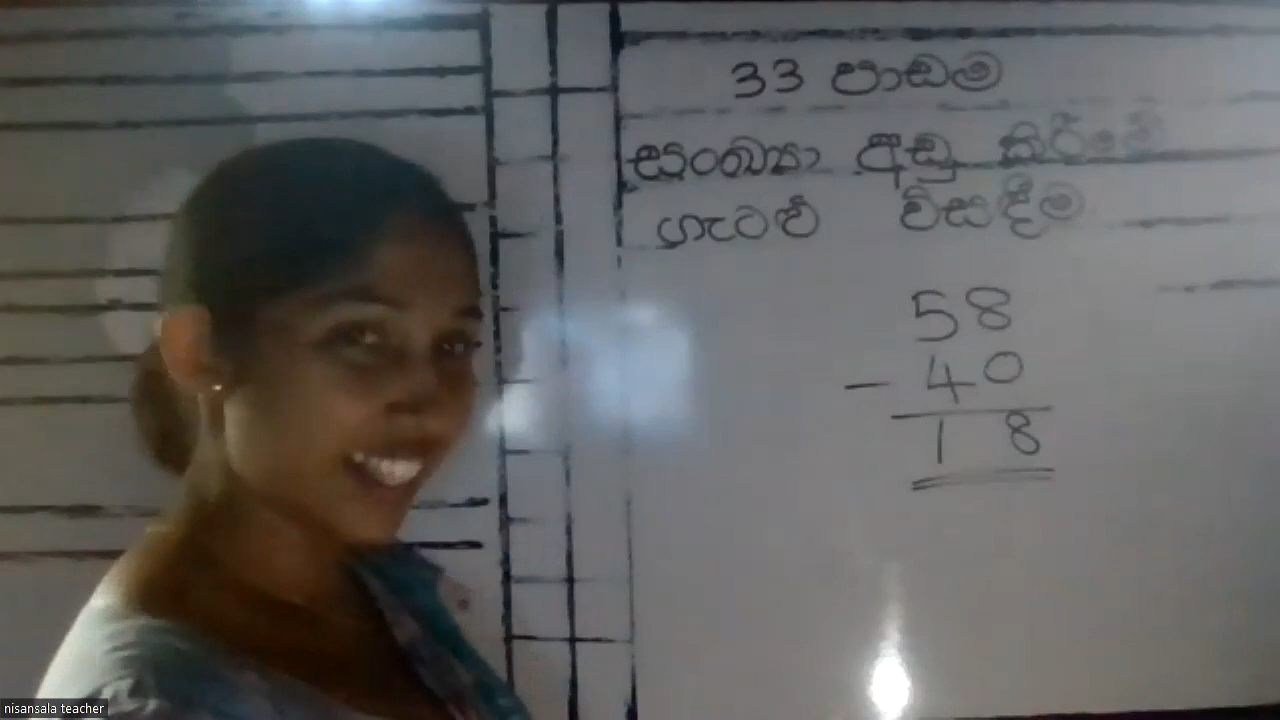 33 පාඩම
සංඛ්‍යා අඩු කිරීමේ
ගැටළු විසඳීම
58
- 40
18
nisansala teacher